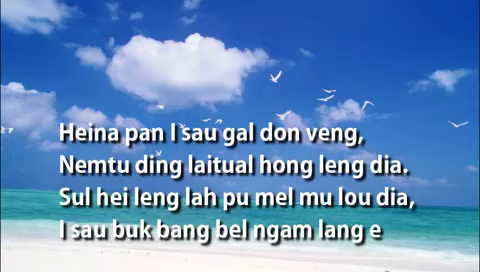 Heina pan I sau gal don veng,
Nemtu ding laitual hong leng dia.
Sul hei leng lah pu mel mu lou dia,
I sau buk bang bel ngam lang e